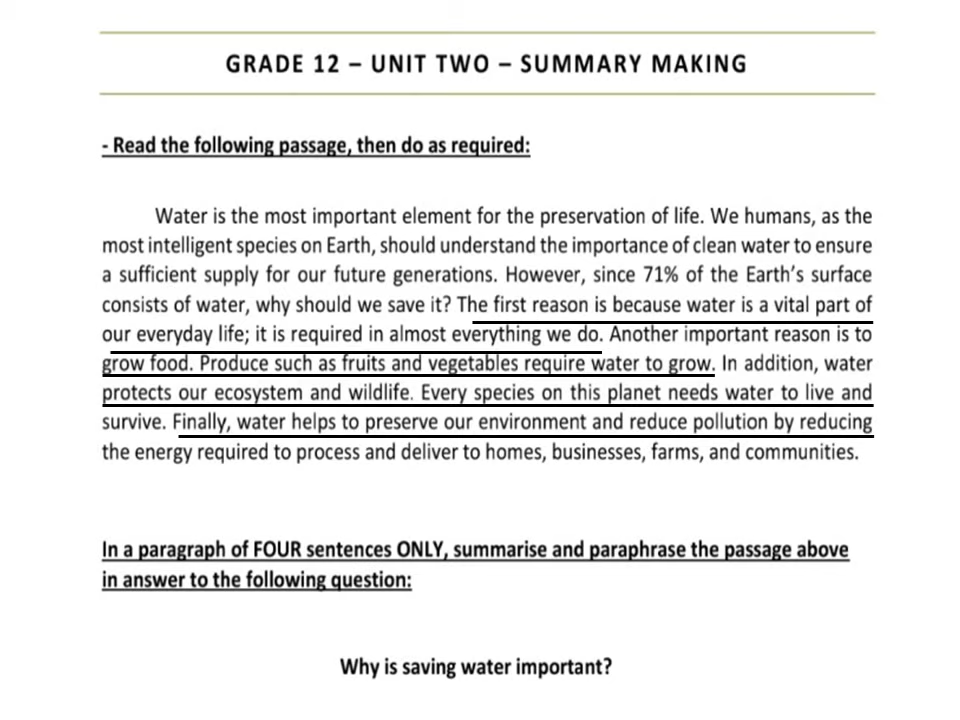 GRADE 12 – UNIT TWO – SUMMARY MAKING
- Read the following passage, then do as required:
Water is the most important element for the preservation of life. We humans, as the
most intelligent species on Earth, should understand the importance of clean water to ensure
a sufficient supply for our future generations. However, since 71% of the Earth's surface
consists of water, why should we save it? The first reason is because water is a vital part of
our everyday life; it is required in almost everything we do. Another important reason is to
grow food. Produce such as fruits and vegetables require water to grow. In addition, water
protects our ecosystem and wildlife. Every species on this planet needs water to live and
survive. Finally, water helps to preserve our environment and reduce pollution by reducing
the energy required to process and deliver to homes, businesses, farms, and communities.
In a paragraph of FOUR sentences ONLY, summarise and paraphrase the passage above
in answer to the following question:
Why is saving water important?